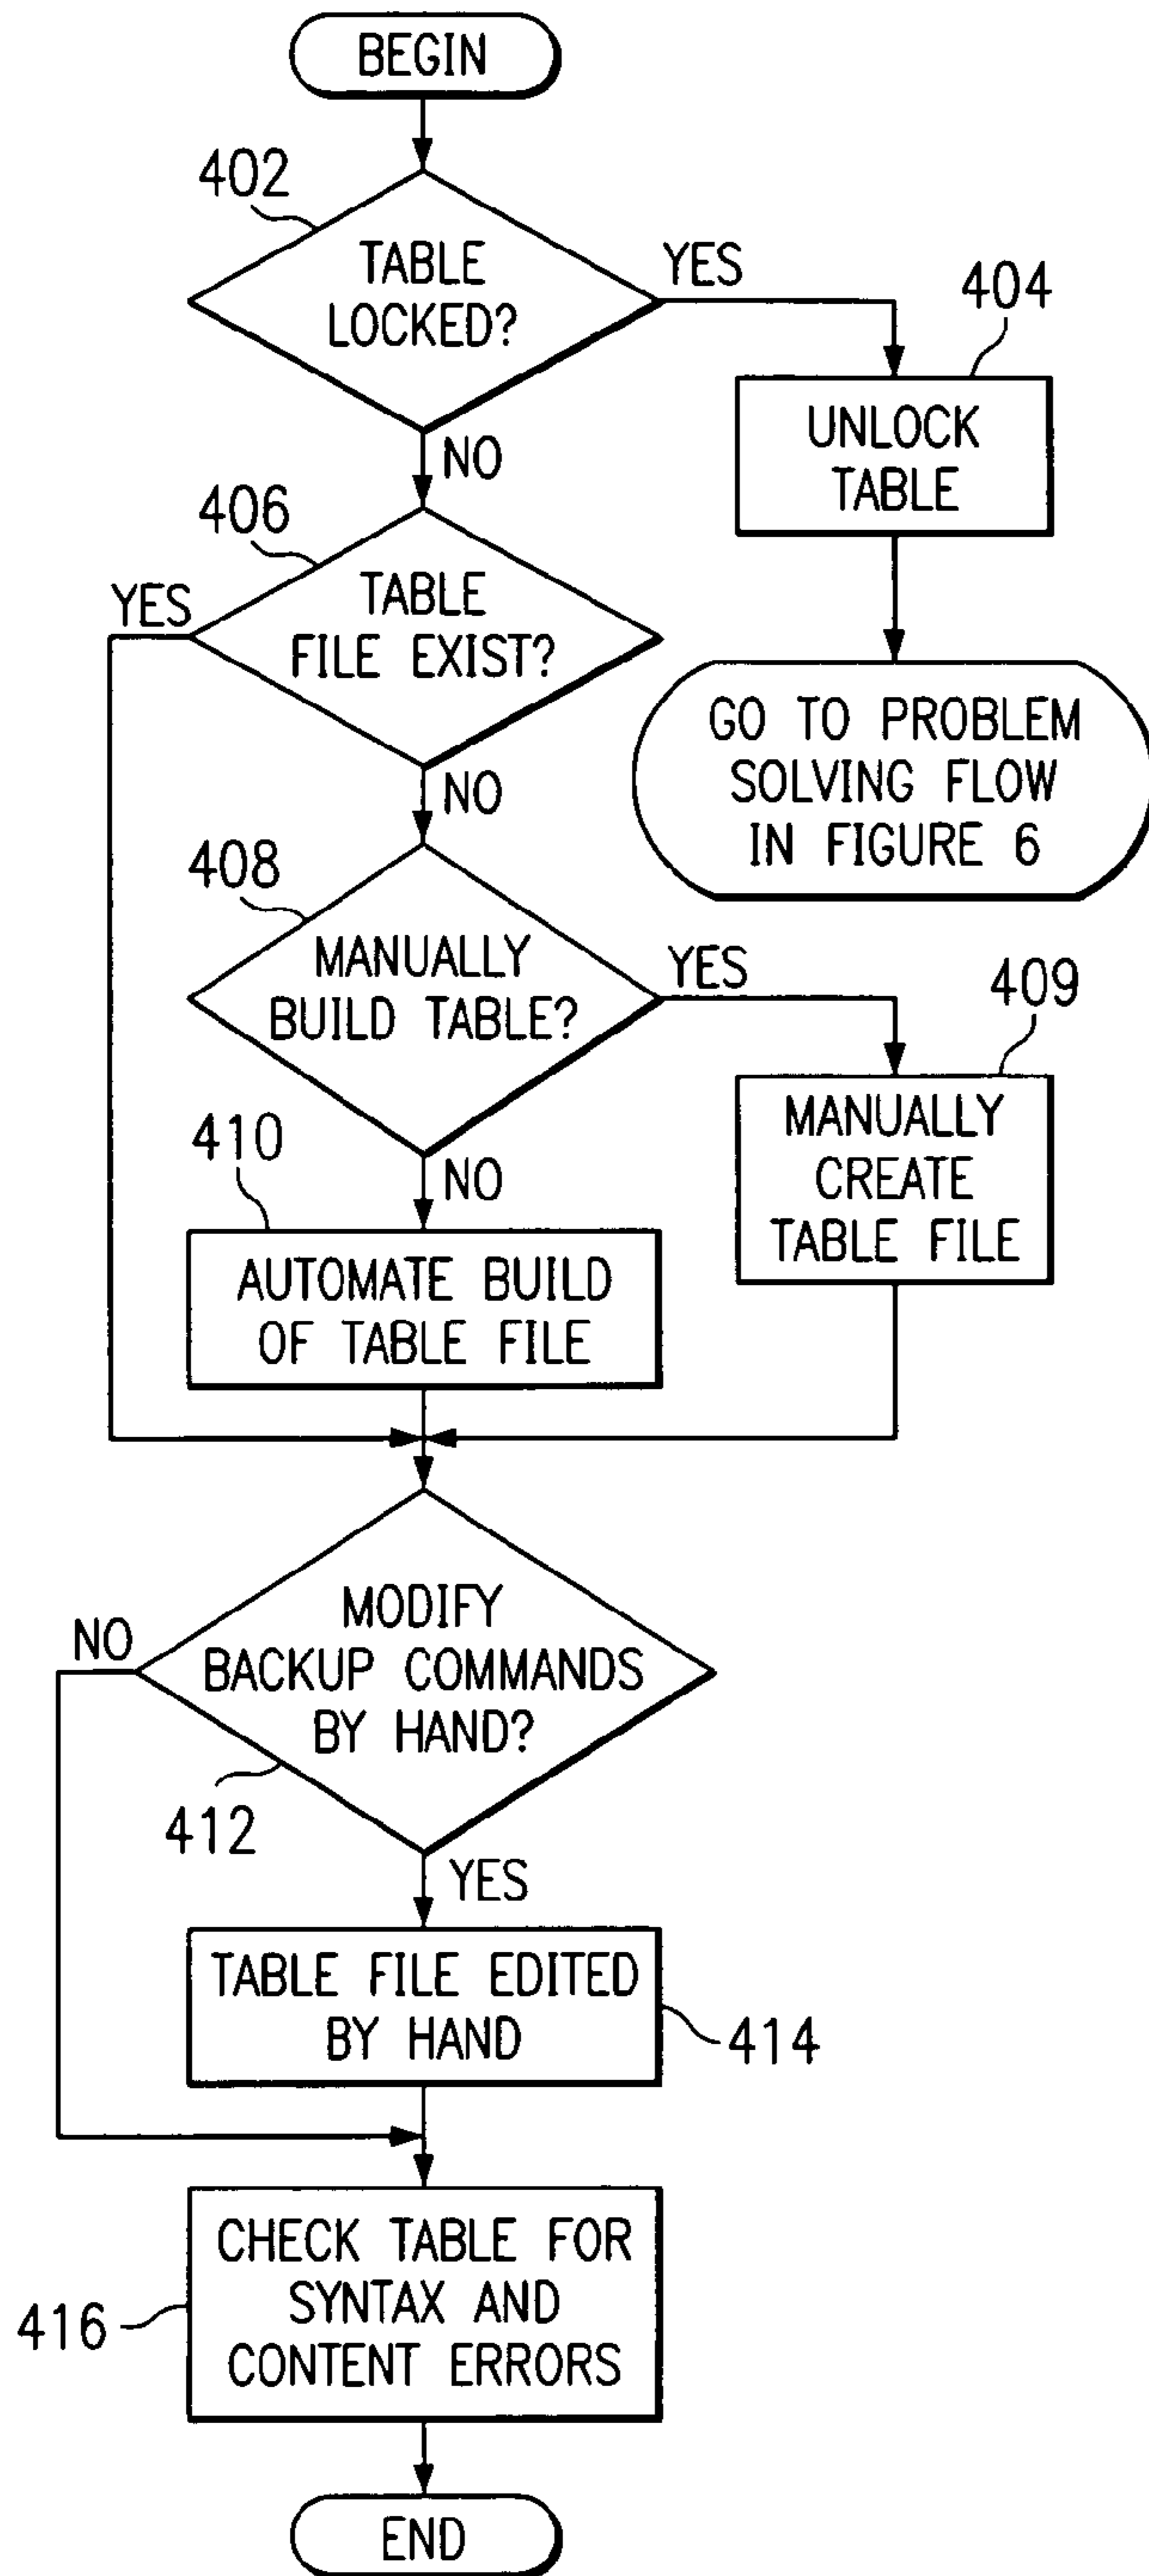 BEGIN
402
TABLE
LOCKED?
YES
404
UNLOCK
TABLE
NO
406
YES
TABLE
FILE EXIST?
GO TO PROBLEM
SOLVING FLOW
IN FIGURE 6
NO
408
MANUALLY
BUILD TABLE?
YES
409
MANUALLY
CREATE
TABLE FILE
410
NO
AUTOMATE BUILD
OF TABLE FILE
MODIFY
BACKUP COMMANDS
BY HAND?
NO
412
YES
TABLE FILE EDITED
BY HAND
414
CHECK TABLE FOR
SYNTAX AND
CONTENT ERRORS
416
END